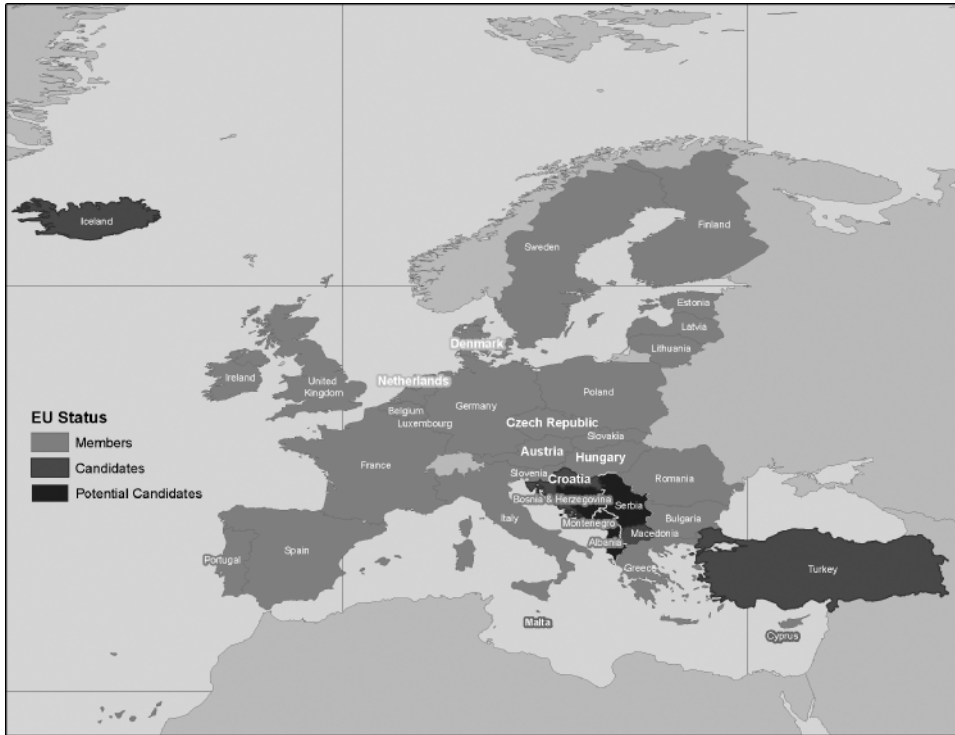 Iceland
Finland
Sweden
Estonia
Latvia
Denmark
Lithuania
Ireland
United
Kingdom
Netherlands
Poland
Germany
Belgium
Luxembourg
Czech Republic
Slovakia
EU Status
Members
Candidates
Potential Candidates
Austria
Hungary
France
Slovenia
Croatia
Romania
Bosnia & Herzegovina
Serbia
Italy
Montenegro
Bulgaria
Macedonia
Albania
Portugal
Spain
Greece
Turkey
Malta
Cyprus